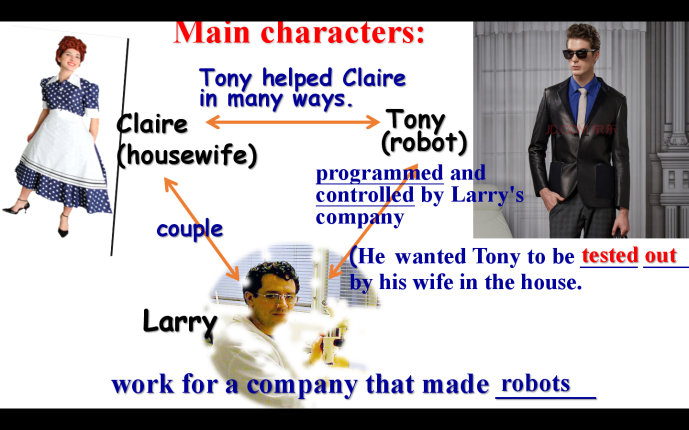 Main characters:
Tony helped Claire
in many ways.
Claire
(housewife)
Tony
(robot)
programmed and
controlled by Larry's
company
couple
(He wanted Tony to be tested out
by his wife in the house.
Larry
work for a company that made robots